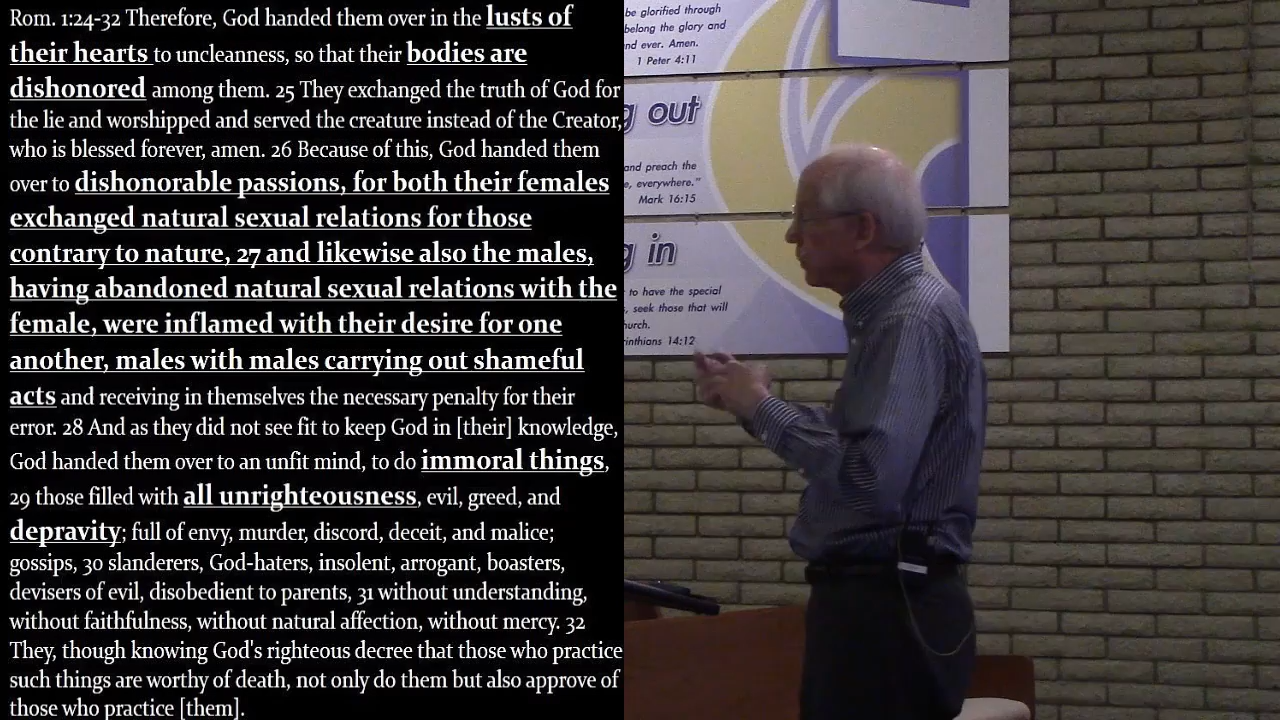 Rom. 1:24-32 Therefore, God handed them over in the lusts of
their hearts to uncleanness, so that their bodies are
dishonored among them. 25 They exchanged the truth of God for
the lie and worshipped and served the creature instead of the Creator,
who is blessed forever, amen. 26 Because of this, God handed them
over to dishonorable passions, for both their females
exchanged natural sexual relations for those
contrary to nature, 27 and likewise also the males,
having abandoned natural sexual relations with the
female, were inflamed with their desire for one
another, males with males carrying out shameful
acts and receiving in themselves the necessary penalty for their
error. 28 And as they did not see fit to keep God in [their] knowledge,
God handed them over to an unfit mind, to do immoral things,
29 those filled with all unrighteousness, evil, greed, and
depravity; full of envy, murder, discord, deceit, and malice;
gossips, 30 slanderers, God-haters, insolent, arrogant, boasters,
devisers of evil, disobedient to parents, 31 without understanding,
without faithfulness, without natural affection, without mercy. 32
They, though knowing God's righteous decree that those who practice
such things are worthy of death, not only do them but also approve of
those who practice [them].
be glorified through
belong the glory and
nd ever. Amen.
1 Peter 4:11
g out
and preach the
e, everywhere."
Mark 16:15
g in
to have the special
, seek those that will
hurch.
rinthians 14:12